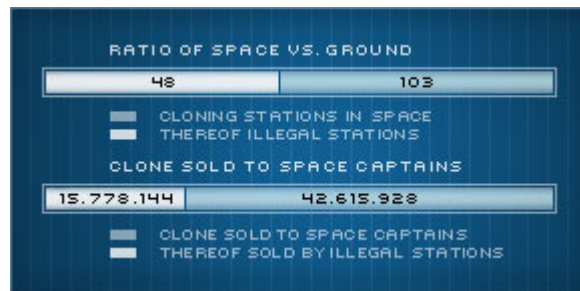 RATIO OF SPACE VS. GROUND
48 103
CLONING STATIONS IN SPACE
THEREOF ILLEGAL STATIONS
CLONE SOLD TO SPACE CAPTAINS
15.778.144 42.615.928
CLONE SOLD TO SPACE CAPTAINS
THEREOF SOLD BY ILLEGAL STATIONS